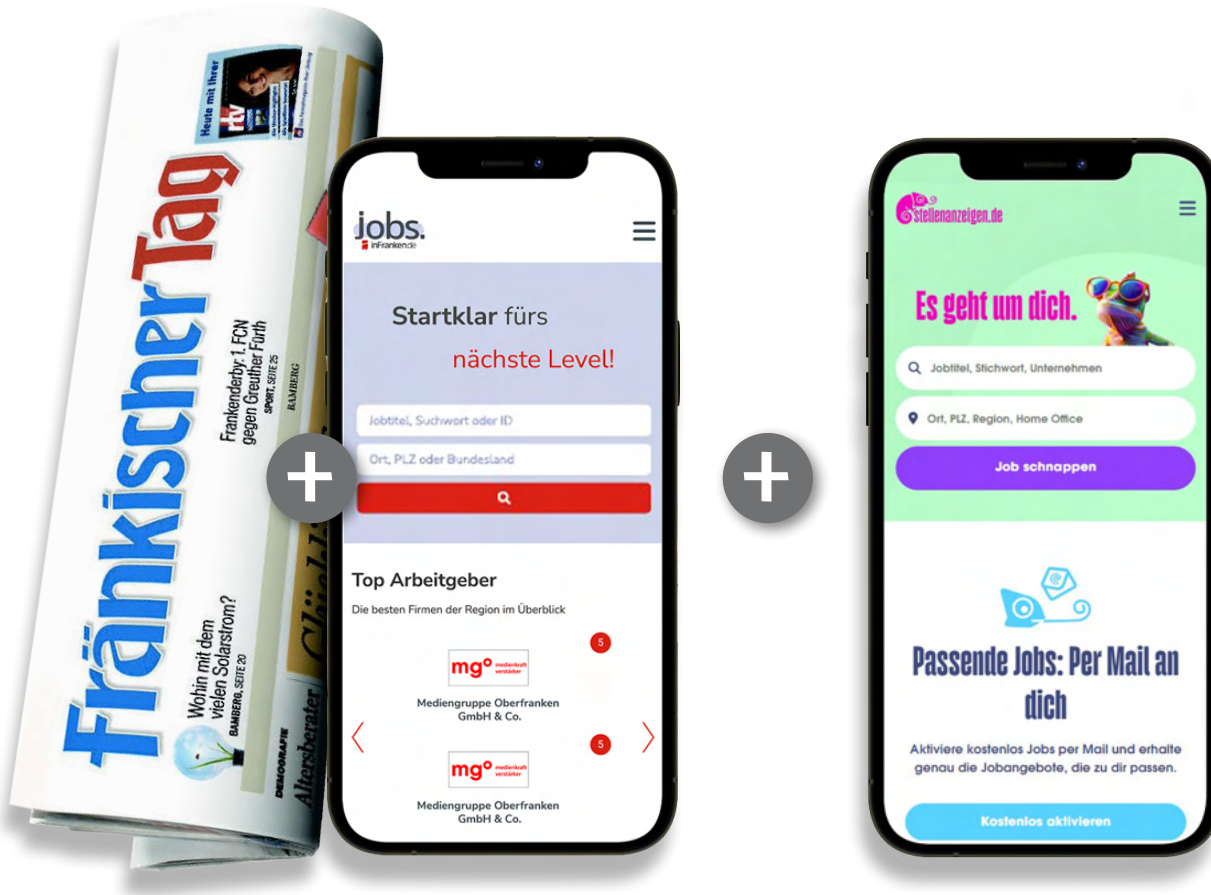 Heute mit Ihrer
rtv
Fränkischer Tag
Frankenderby: 1. FCN
gegen Greuther Fürth
SPORT, SEITE 25
BAMBERG
Wohin mit dem
vielen Solarstrom?
BAMBERG, SEITE 20
DEMOGRAFIE
Altersberater
+
jobs.
inFranken.de
Startklar fürs
nächste Level!
Jobtitel, Suchwort oder ID
Ort, PLZ oder Bundesland
Top Arbeitgeber
Die besten Firmen der Region im Überblick
5
mgo medienkraft
verstärker
Mediengruppe Oberfranken
GmbH & Co.
5
mgo medienkraft
verstärker
Mediengruppe Oberfranken
GmbH & Co.
+
stellenanzeigen.de
Es geht um dich.
Jobtitel, Stichwort, Unternehmen
Ort, PLZ, Region, Home Office
Job schnappen
Passende Jobs: Per Mail an
dich
Aktiviere kostenlos Jobs per Mail und erhalte
genau die Jobangebote, die zu dir passen.
Kostenlos aktivieren